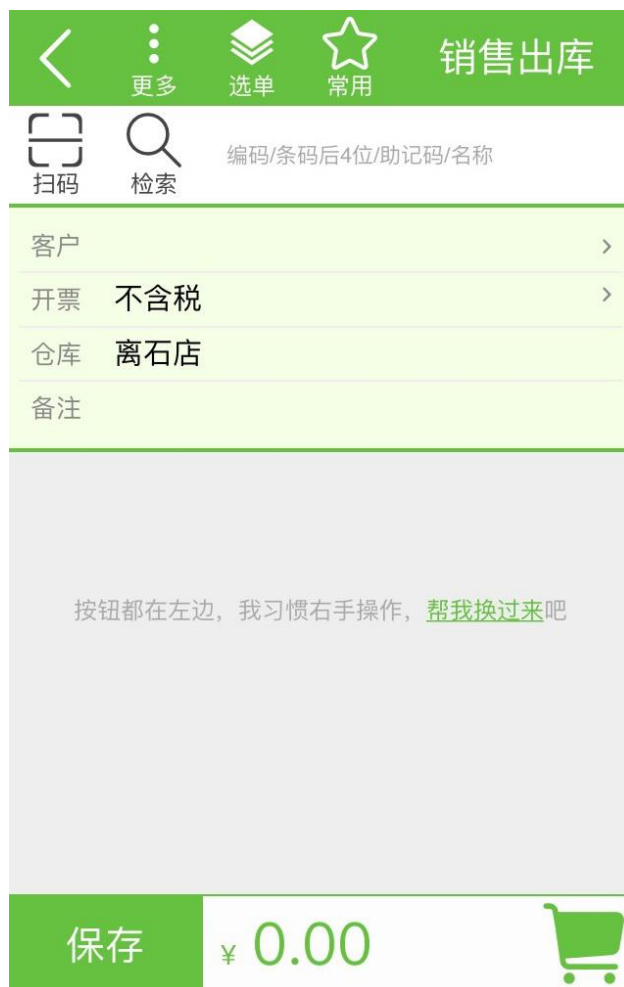 更多 选单 常用 销售出库
扫码 检索 编码/条码后4位/助记码/名称
客户
开票 不含税
仓库 离石店
备注
按钮都在左边，我习惯右手操作，帮我换过来吧
保存 ¥ 0.00